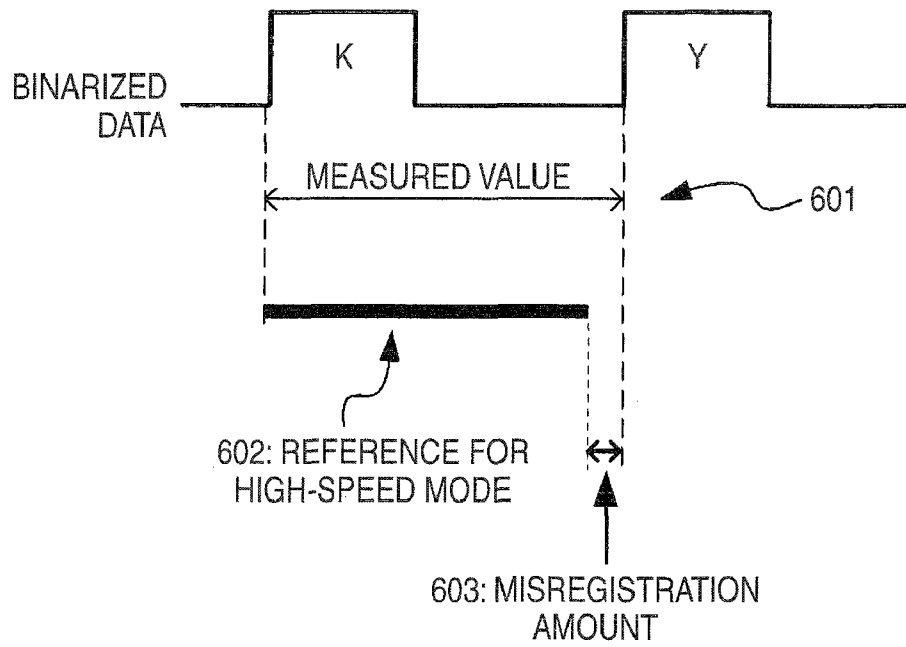 K
Y
BINARIZED
DATA
MEASURED VALUE
601
602: REFERENCE FOR
HIGH-SPEED MODE
603: MISREGISTRATION
AMOUNT